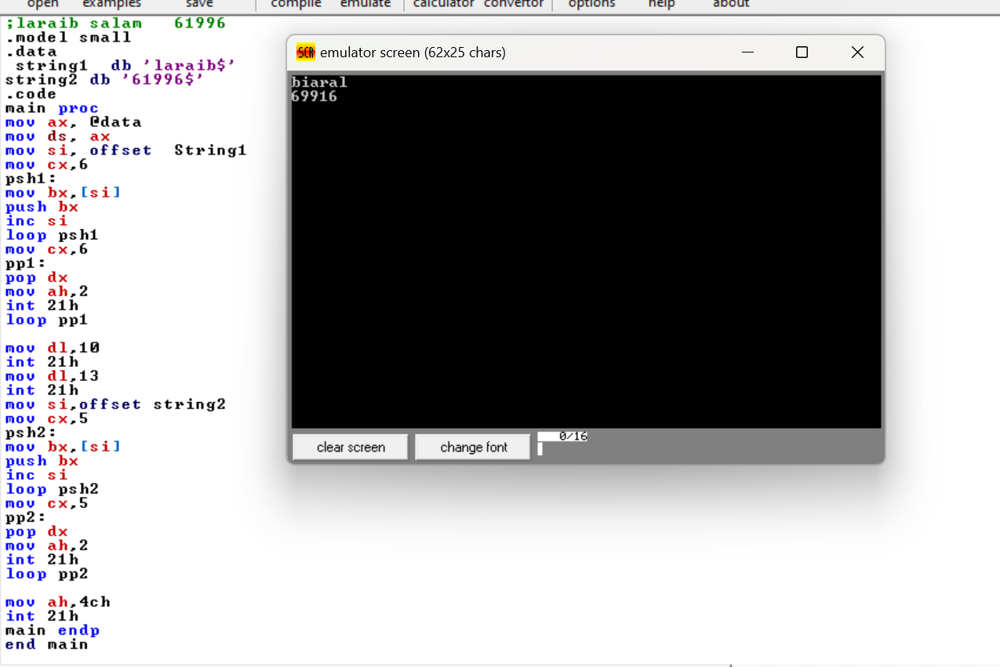 open examples save compile emulate calculator convertor options help about
;laraib salam   61996
.model small
.data
 string1  db 'laraib$'
string2 db '61996$'
.code
main proc
mov ax, @data
mov ds, ax
mov si, offset  String1
mov cx,6
psh1:
mov bx,[si]
push bx
inc si
loop psh1
mov cx,6
pp1:
pop dx
mov ah,2
int 21h
loop pp1
mov dl,10
int 21h
mov dl,13
int 21h
mov si,offset string2
mov cx,5
psh2:
mov bx,[si]
push bx
inc si
loop psh2
mov cx,5
pp2:
pop dx
mov ah,2
int 21h
loop pp2
mov ah,4ch
int 21h
main endp
end main
SCR emulator screen (62x25 chars)
biaral
69916
clear screen change font 0/16